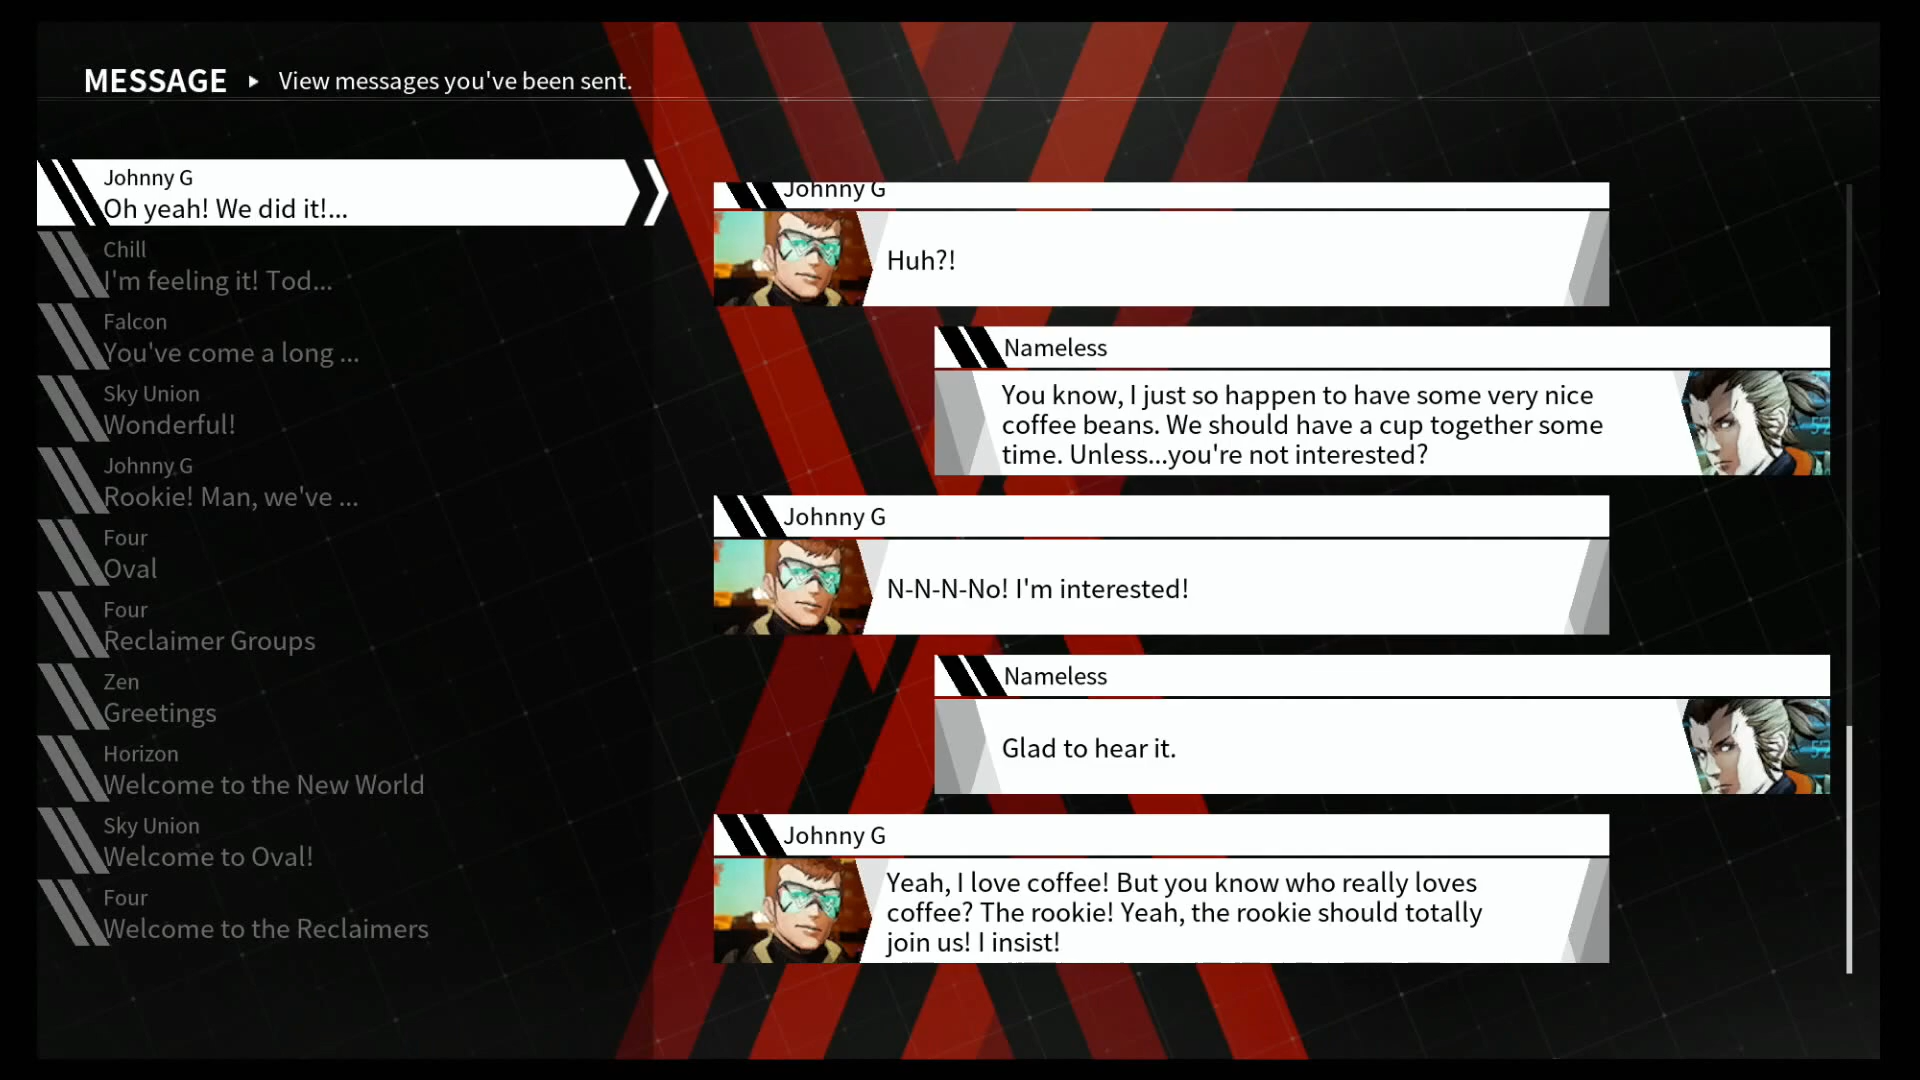 MESSAGE ▸ View messages you've been sent.
Johnny G
Oh yeah! We did it!...
Chill
I'm feeling it! Tod...
Falcon
You've come a long ...
Sky Union
Wonderful!
Johnny G
Rookie! Man, we've ...
Four
Oval
Four
Reclaimer Groups
Zen
Greetings
Horizon
Welcome to the New World
Sky Union
Welcome to Oval!
Four
Welcome to the Reclaimers
Johnny G
Huh?!
Nameless
You know, I just so happen to have some very nice
coffee beans. We should have a cup together some
time. Unless...you're not interested?
Johnny G
N-N-N-No! I'm interested!
Nameless
Glad to hear it.
Johnny G
Yeah, I love coffee! But you know who really loves
coffee? The rookie! Yeah, the rookie should totally
join us! I insist!